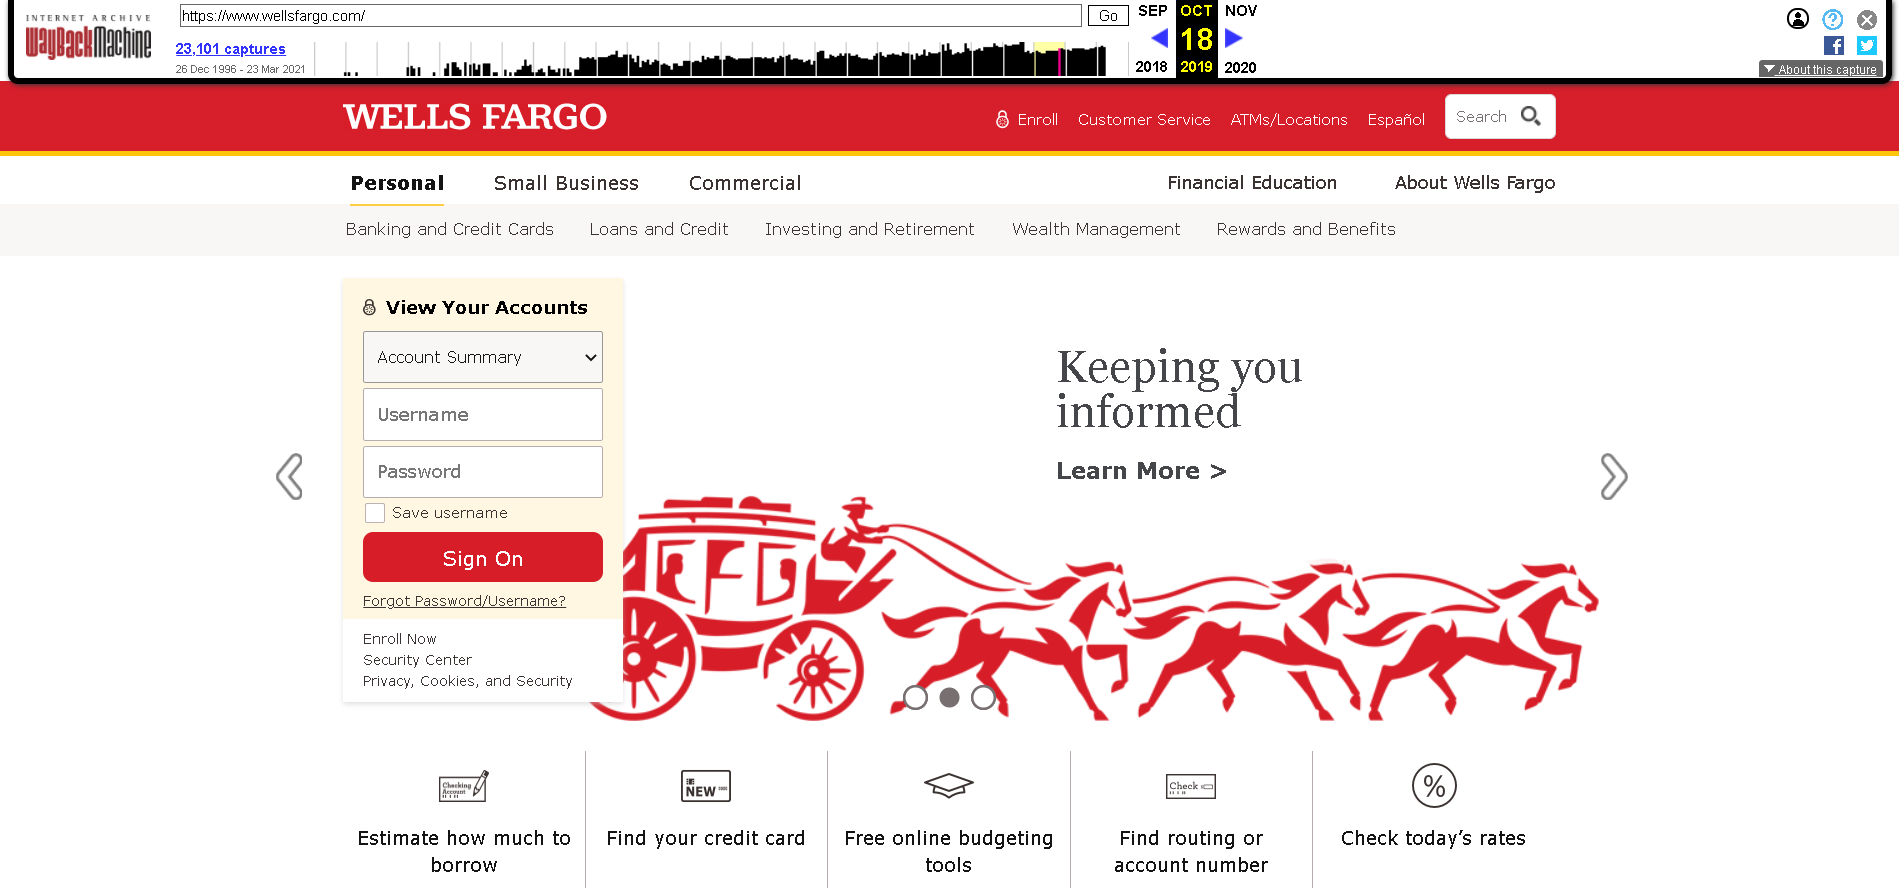 INTERNET ARCHIVE
WayBackMachine
https://www.wellsfargo.com/
Go
SEP OCT NOV
18
2018 2019 2020
23,101 captures
26 Dec 1996 - 23 Mar 2021
About this capture
WELLS FARGO
Enroll Customer Service ATMs/Locations Español Search
Personal Small Business Commercial Financial Education About Wells Fargo
Banking and Credit Cards Loans and Credit Investing and Retirement Wealth Management Rewards and Benefits
View Your Accounts
Account Summary
Username
Password
Save username
Sign On
Forgot Password/Username?
Enroll Now
Security Center
Privacy, Cookies, and Security
Keeping you
informed
Learn More >
Checking
Account
Estimate how much to
borrow
NEW
Find your credit card
Free online budgeting
tools
Check
Find routing or
account number
%
Check today's rates